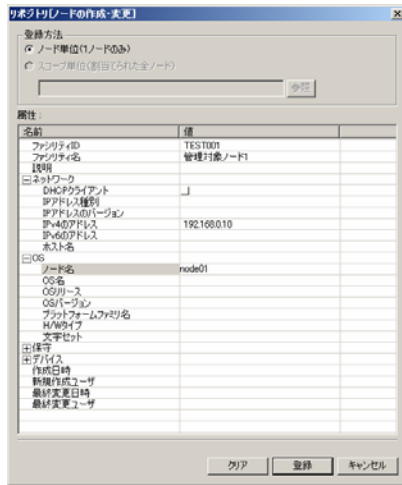 リポジトリ[ノードの作成・変更]
登録方法
ノード単位(1ノードのみ)
スコープ単位(割当てられた全ノード)
参照
属性:
名前 値
ファシリティID TEST001
ファシリティ名 管理対象ノード1
説明
ネットワーク
DHCPクライアント
IPアドレス種別
IPアドレスのバージョン
IPv4のアドレス 192.168.0.10
IPv6のアドレス
ホスト名
OS
ノード名 node01
OS名
OSリリース
OSバージョン
プラットフォームファミリ名
H/Wタイプ
文字セット
保守
デバイス
作成日時
新規作成ユーザ
最終変更日時
最終変更ユーザ
クリア 登録 キャンセル